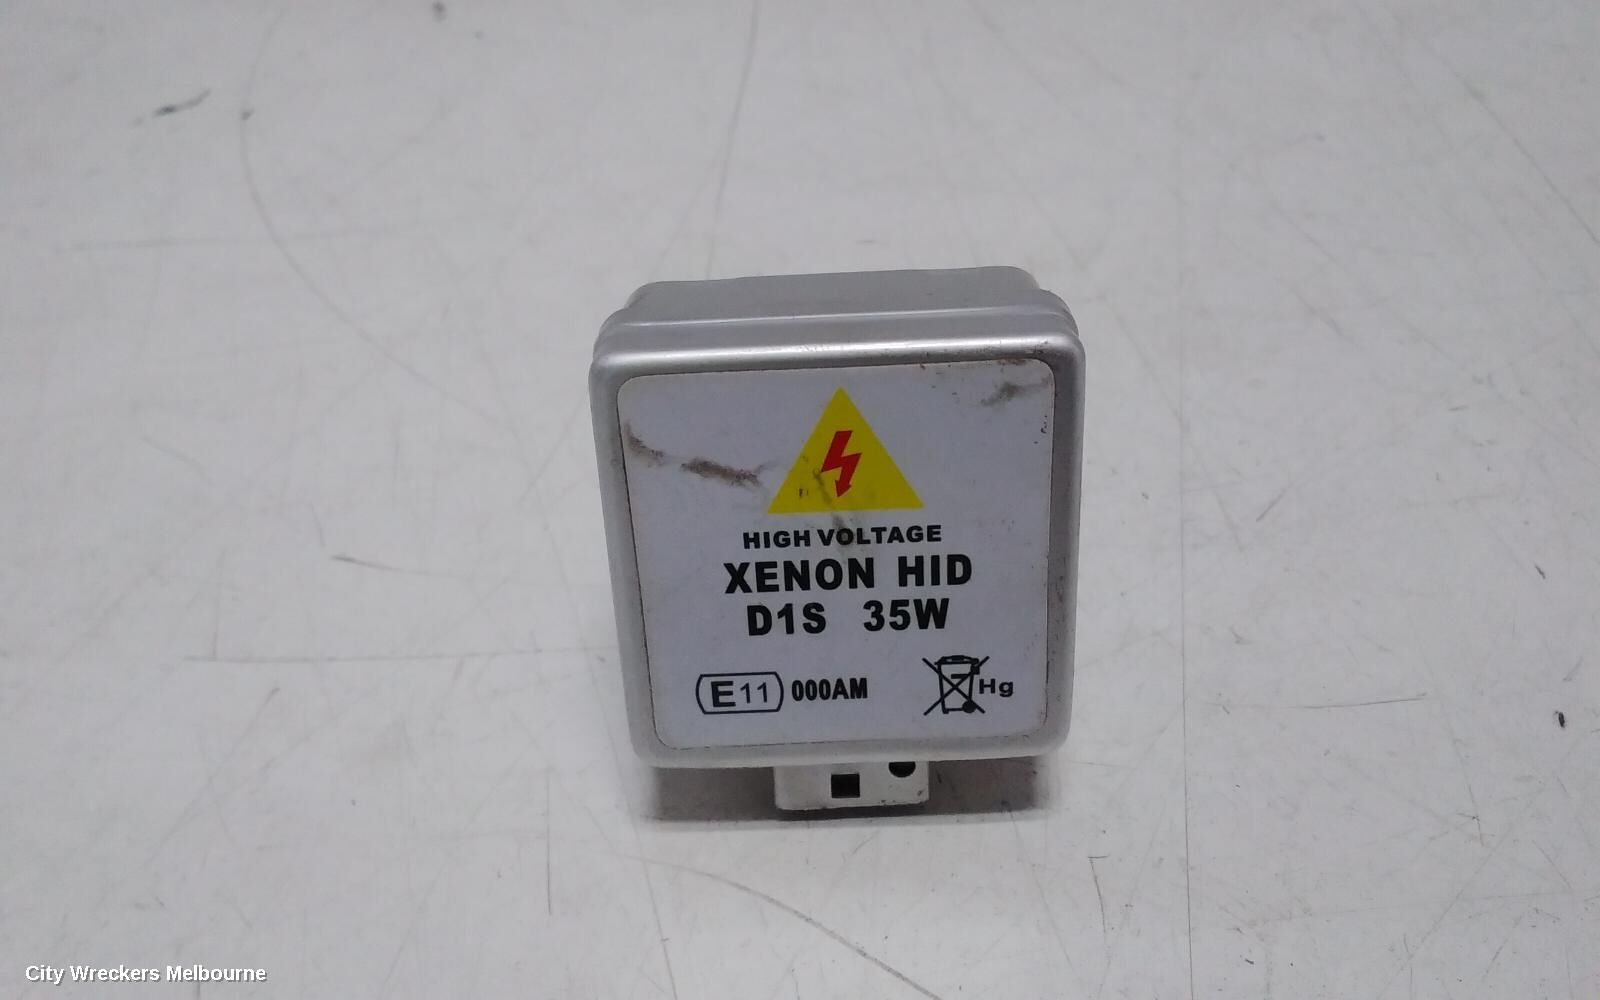 HIGH VOLTAGE
XENON HID
D1S 35W
E11 000AM
Hg
City Wreckers Melbourne